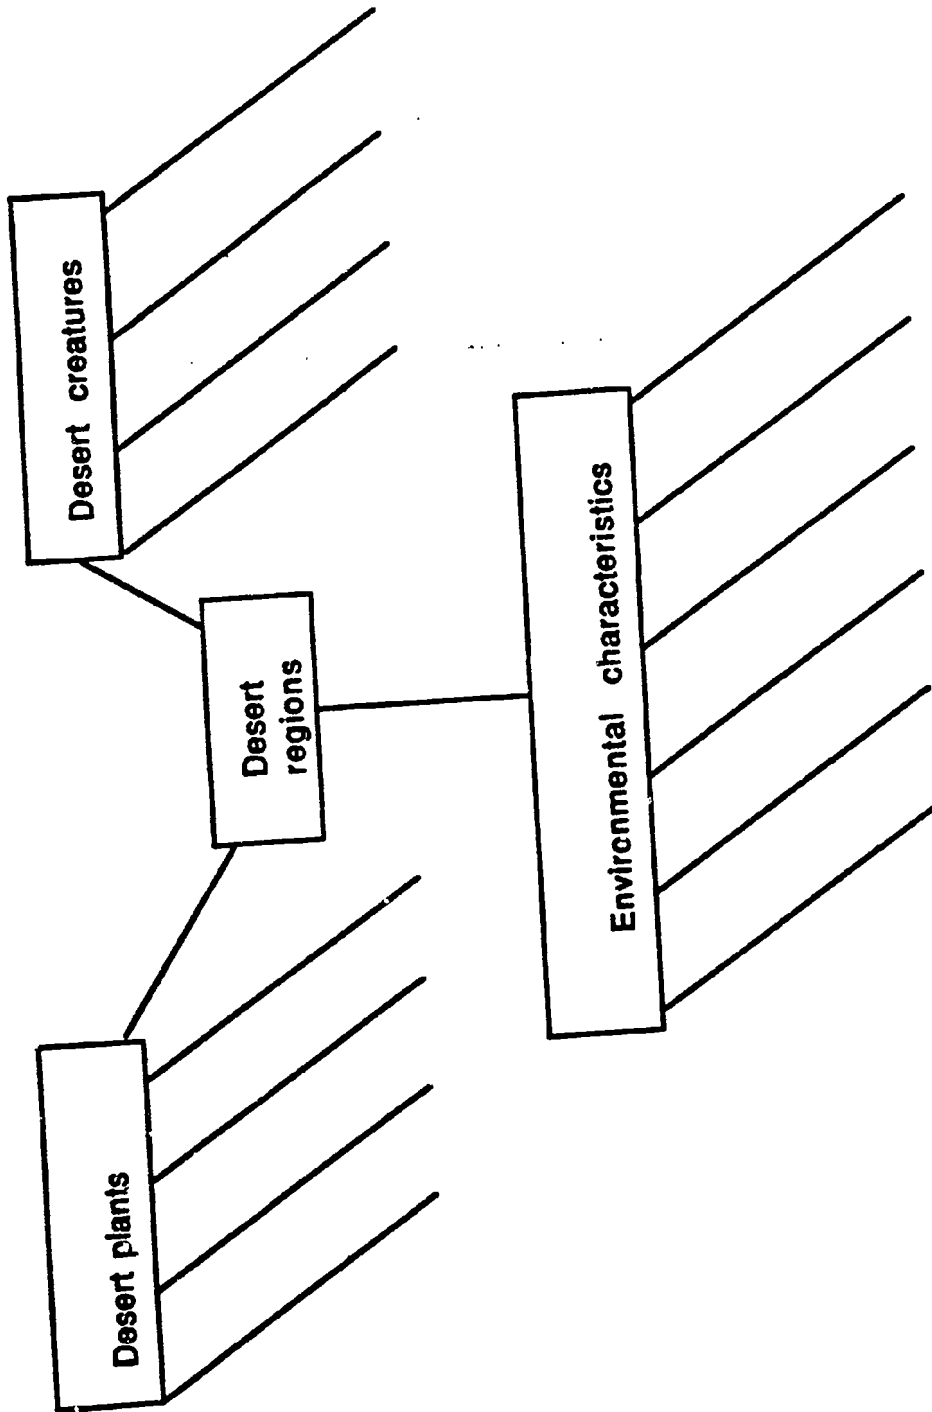 Desert plants
Desert
regions
Desert creatures
Environmental characteristics